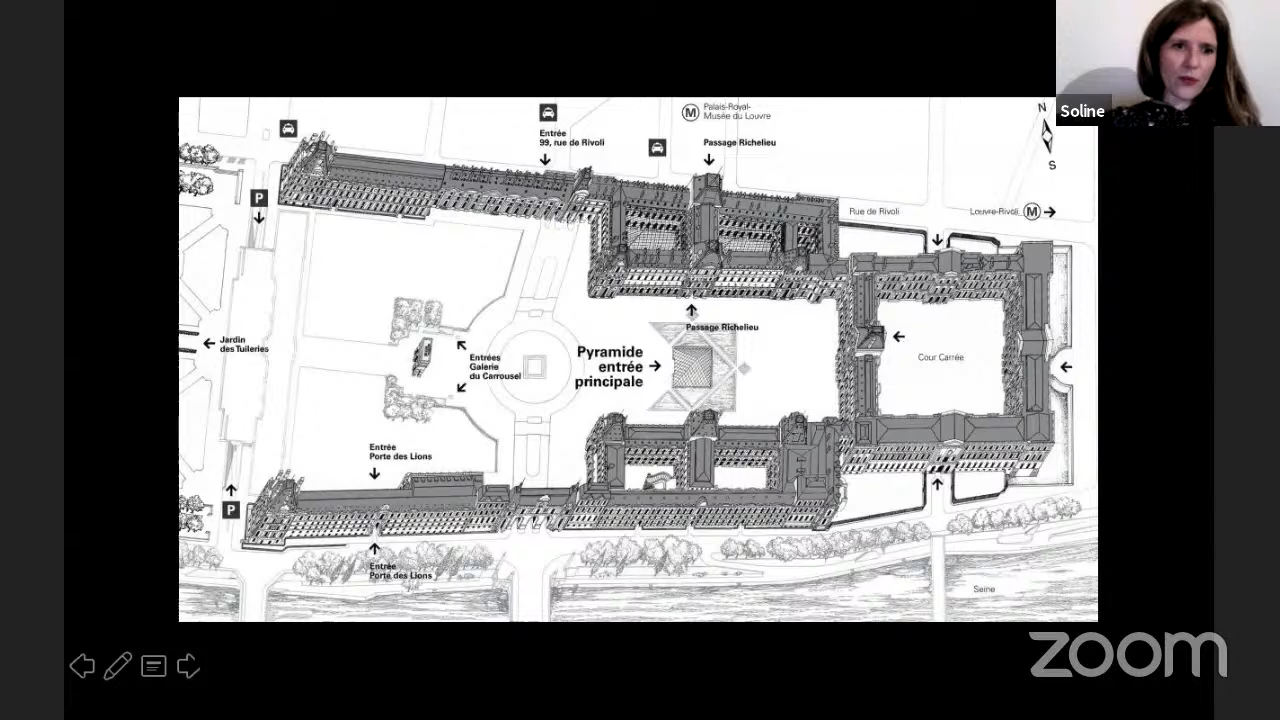 Soline
N
S
M
Palais-Royal-
Musée du Louvre
Entrée
99, rue de Rivoli
Passage Richelieu
P
Rue de Rivoli
Louvre-Rivoli
M
Jardin
des Tuileries
Passage Richelieu
Pyramide
entrée
principale
Entrées
Galerie
du Carrousel
Cour Carrée
Entrée
Porte des Lions
P
Entrée
Porte des Lions
Seine
zoom